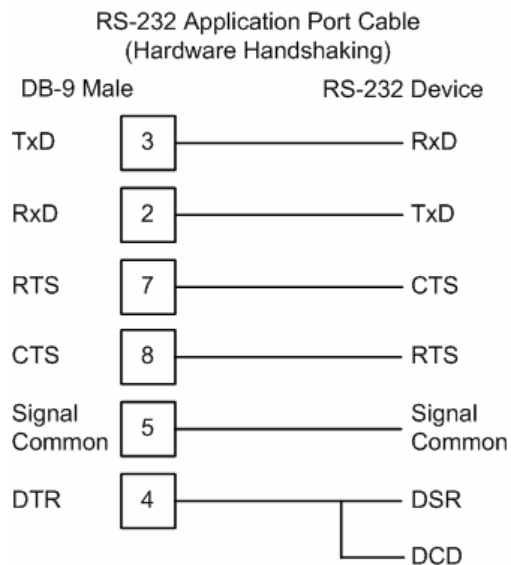 RS-232 Application Port Cable
(Hardware Handshaking)
DB-9 Male RS-232 Device
TxD 3 RxD
RxD 2 TxD
RTS 7 CTS
CTS 8 RTS
Signal Common 5 Signal Common
DTR 4 DSR
DCD